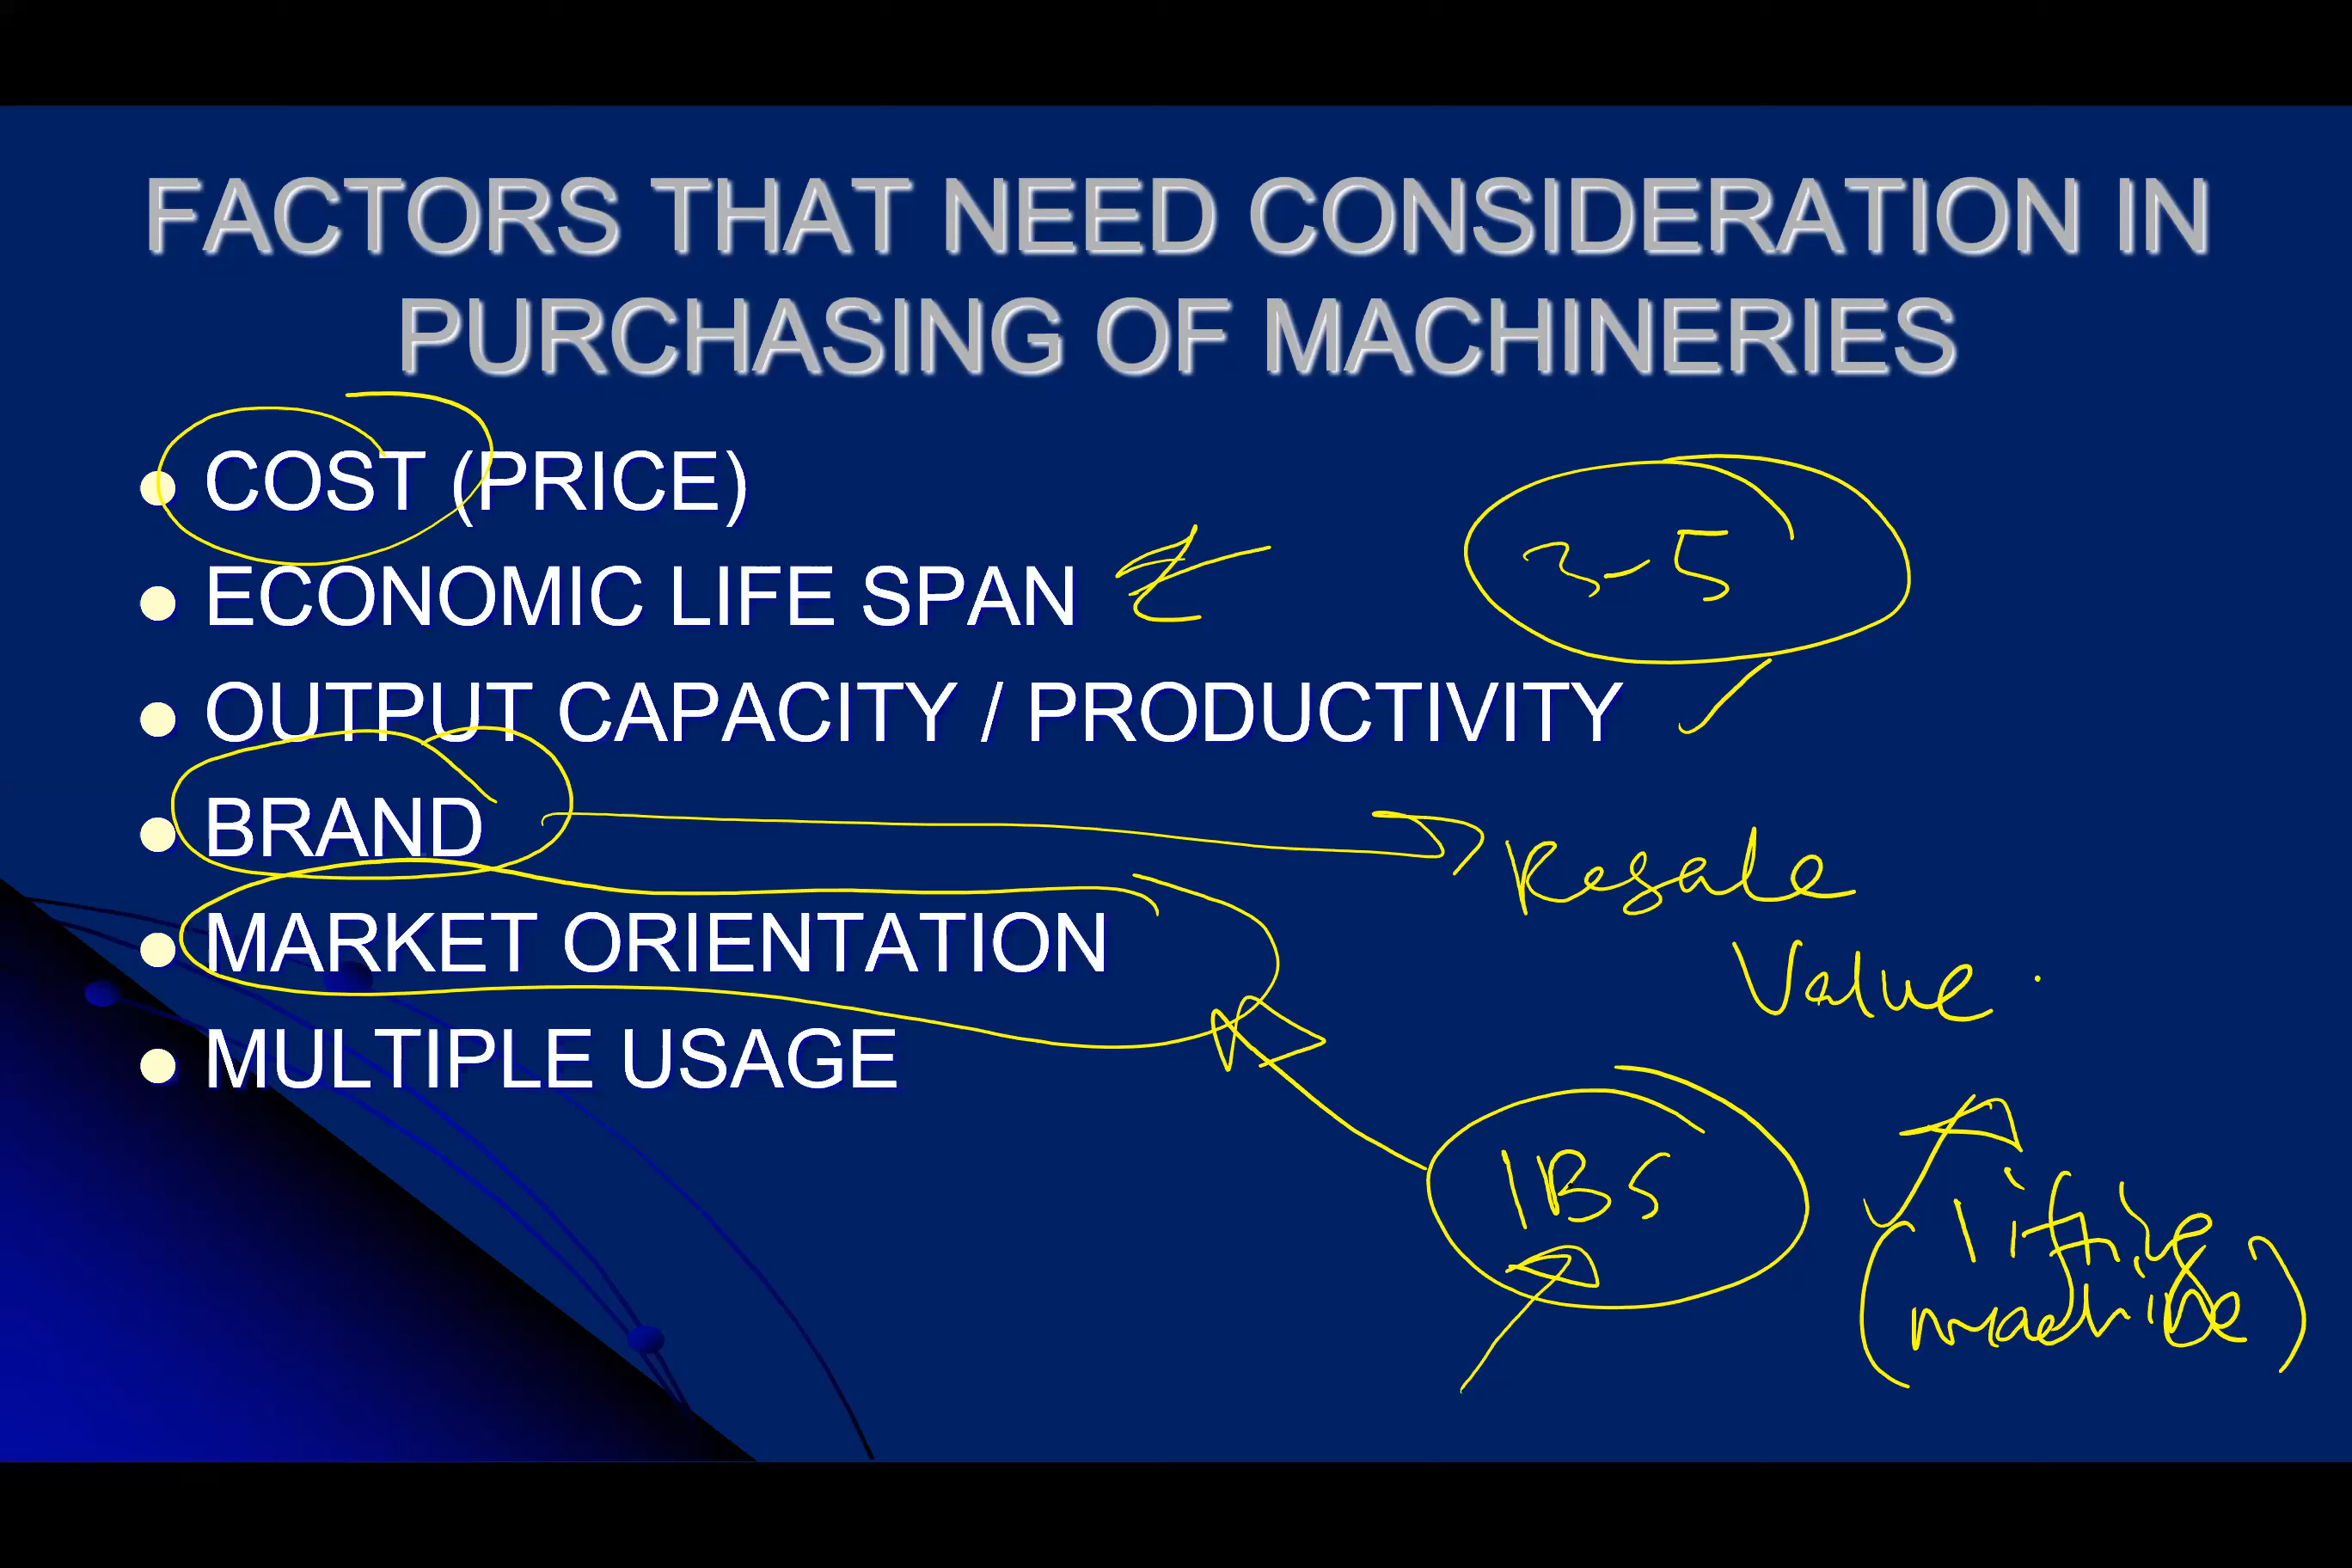 FACTORS THAT NEED CONSIDERATION IN
PURCHASING OF MACHINERIES
COST (PRICE)
ECONOMIC LIFE SPAN
3-5
OUTPUT CAPACITY / PRODUCTIVITY
BRAND
Resale
Value.
MARKET ORIENTATION
MULTIPLE USAGE
IBS
(lifting
machine)